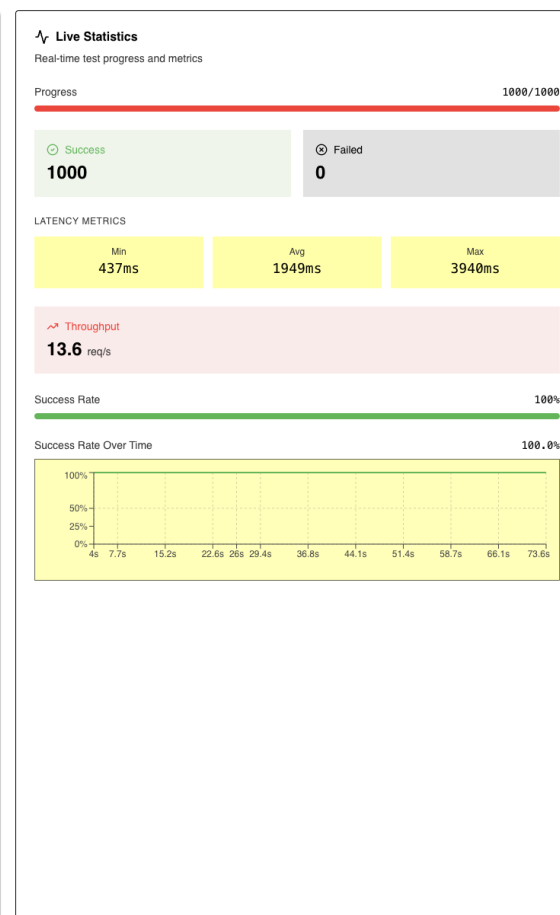 Live Statistics
Real-time test progress and metrics
Progress 1000/1000
Success
1000
Failed
0
LATENCY METRICS
Min
437ms
Avg
1949ms
Max
3940ms
Throughput
13.6 req/s
Success Rate 100%
Success Rate Over Time 100.0%
100%
50%
25%
0%
4s 7.7s 15.2s 22.6s 26s 29.4s 36.8s 44.1s 51.4s 58.7s 66.1s 73.6s